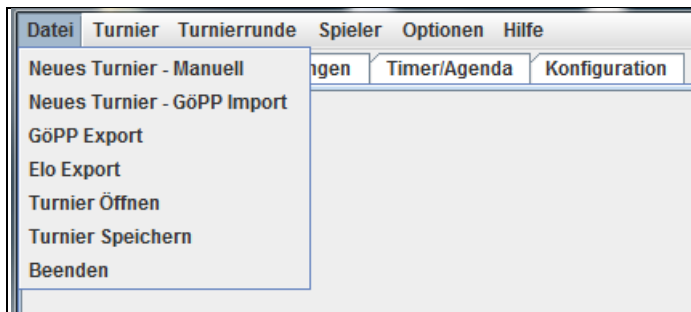 Datei Turnier Turnierrunde Spieler Optionen Hilfe
ngen Timer/Agenda Konfiguration
Neues Turnier - Manuell
Neues Turnier - GöPP Import
GöPP Export
Elo Export
Turnier Öffnen
Turnier Speichern
Beenden